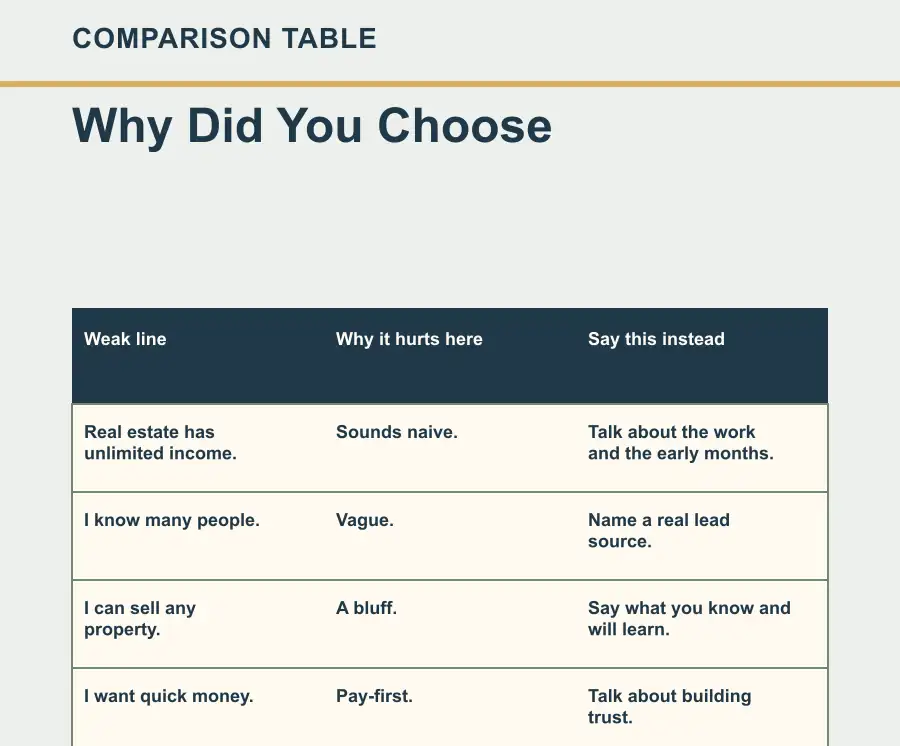 COMPARISON TABLE
Why Did You Choose
Weak line
Why it hurts here
Say this instead
Real estate has
unlimited income.
Sounds naive.
Talk about the work
and the early months.
I know many people.
Vague.
Name a real lead
source.
I can sell any
property.
A bluff.
Say what you know and
will learn.
I want quick money.
Pay-first.
Talk about building
trust.